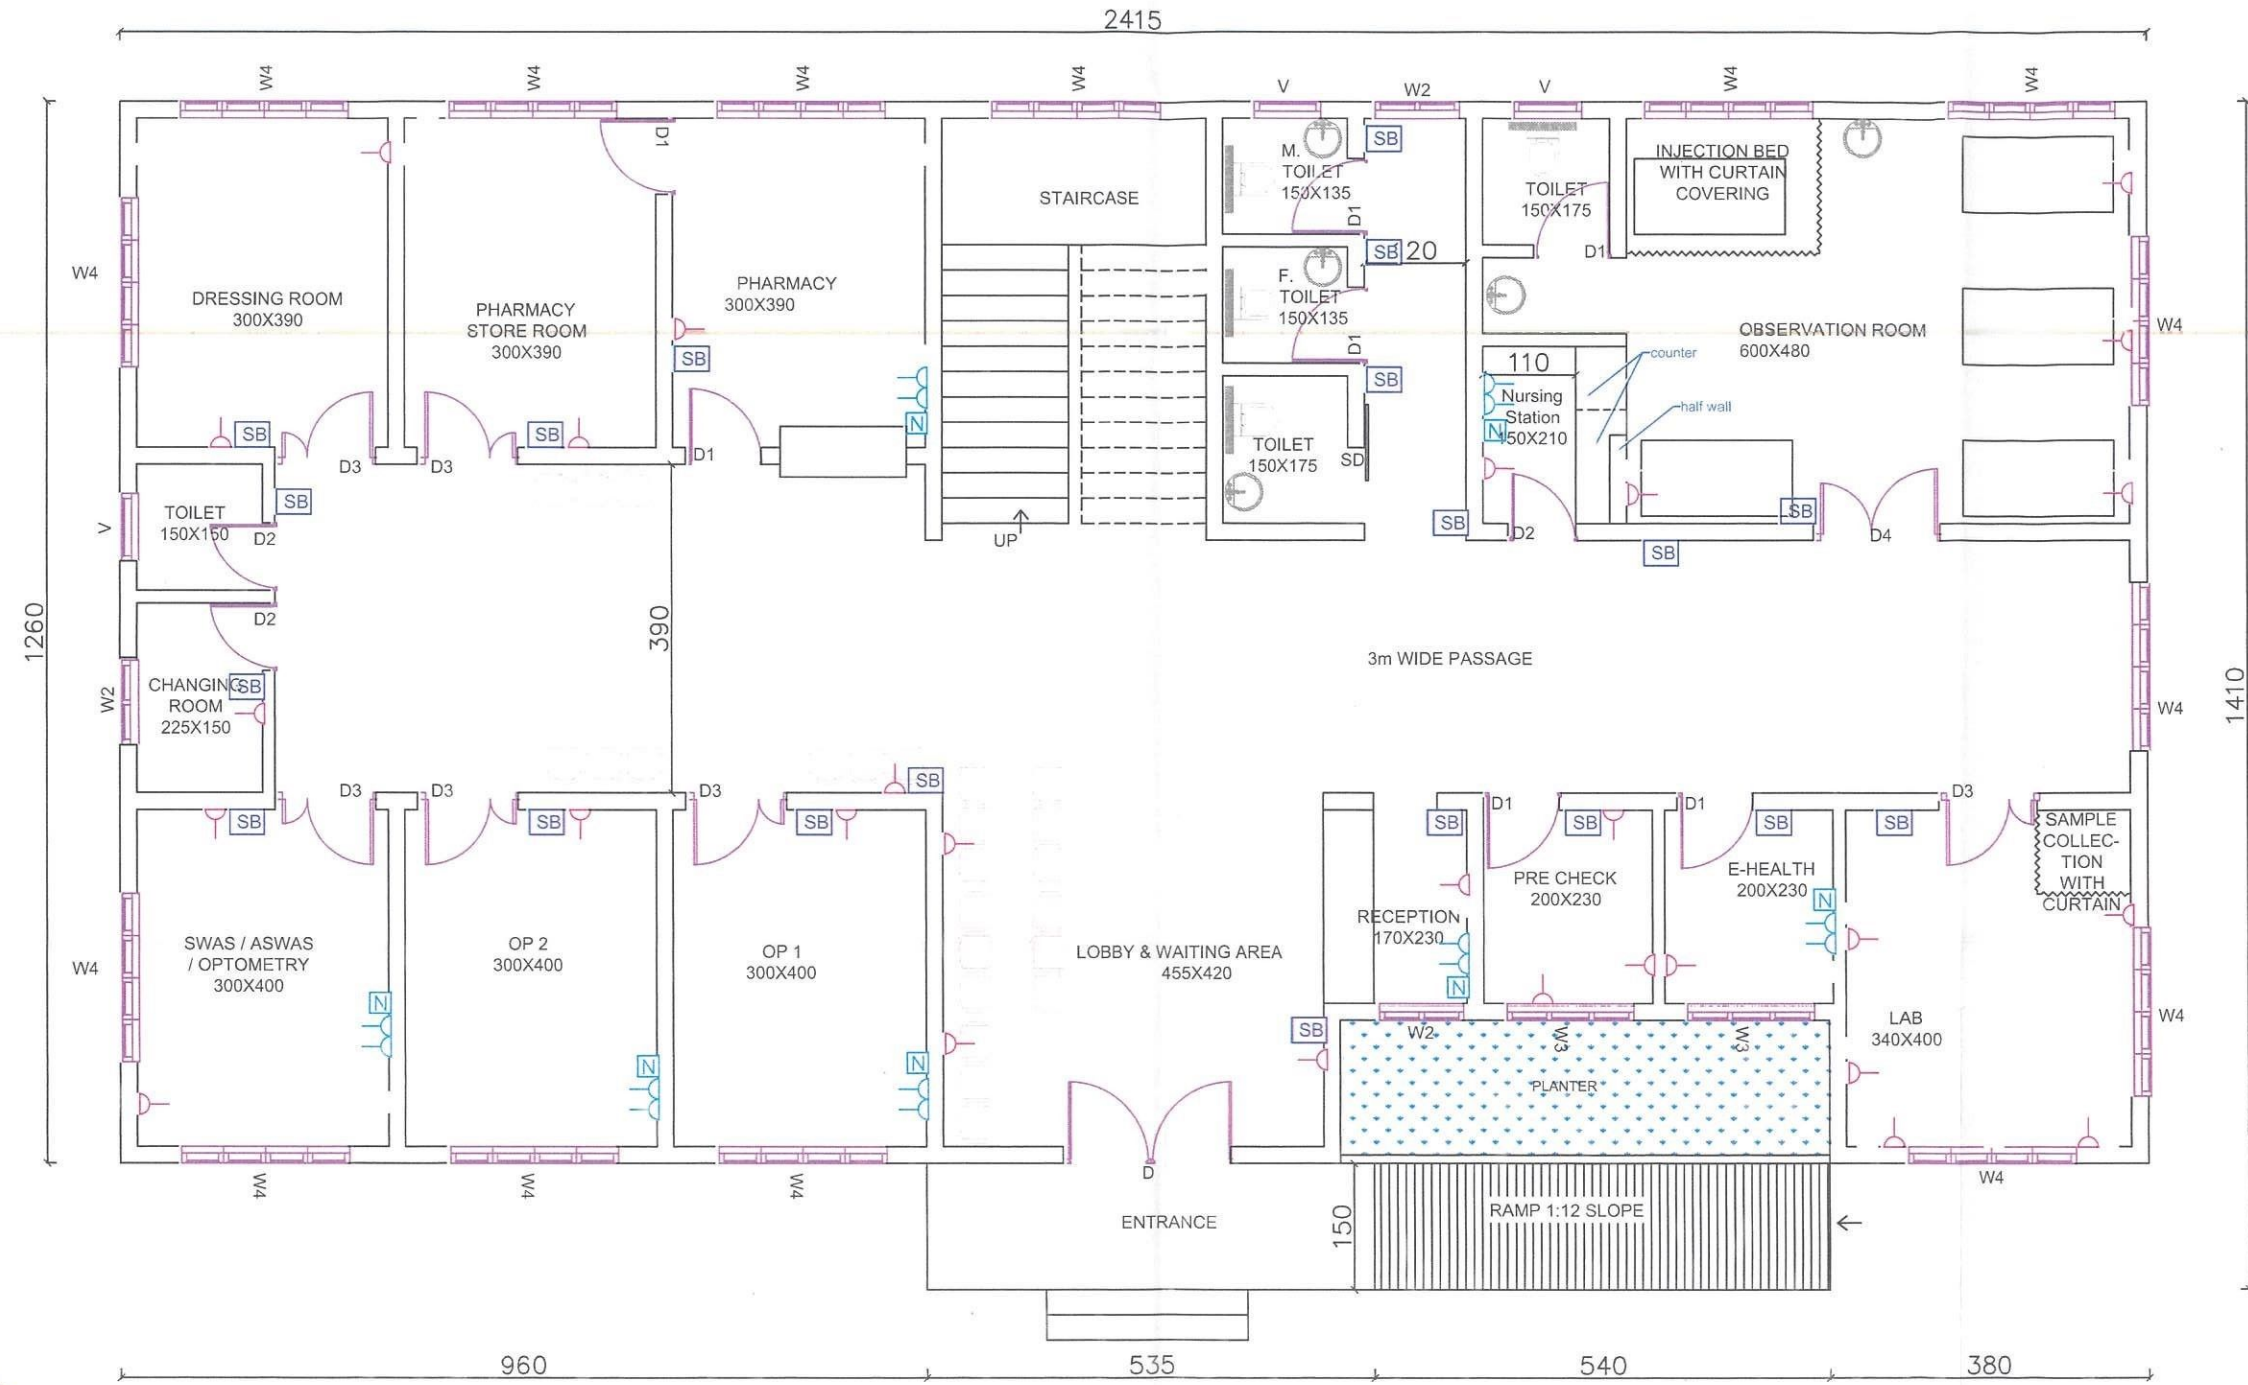 2415
W4
W4
W4
W4
V
W2
V
W4
W4
D1
SB
M.
TOILET
150X135
D1
INJECTION BED
WITH CURTAIN
COVERING
TOILET
150X175
D1
STAIRCASE
SB
20
W4
DRESSING ROOM
300X390
PHARMACY
STORE ROOM
300X390
PHARMACY
300X390
SB
F.
TOILET
150X135
D1
OBSERVATION ROOM
600X480
W4
110
counter
SB
Nursing
Station
150X210
half wall
N
N
SB
SB
D3
D3
D1
TOILET
150X175
SD
SB
TOILET
150X150
V
D2
SB
SB
UP
D2
D4
SB
1260
D2
390
3m WIDE PASSAGE
CHANGING
ROOM
225X150
SB
W2
W4
1410
D3
D3
D3
SB
D1
D1
D3
SB
SB
SB
SB
SB
SB
SB
SAMPLE
COLLEC-
TION
WITH
CURTAIN
PRE CHECK
200X230
E-HEALTH
200X230
N
RECEPTION
170X230
SWAS / ASWAS
/ OPTOMETRY
300X400
OP 2
300X400
OP 1
300X400
LOBBY & WAITING AREA
455X420
W4
N
N
SB
W2
W3
W3
LAB
340X400
W4
N
N
PLANTER
W4
W4
W4
D
W4
ENTRANCE
150
RAMP 1:12 SLOPE
960
535
540
380